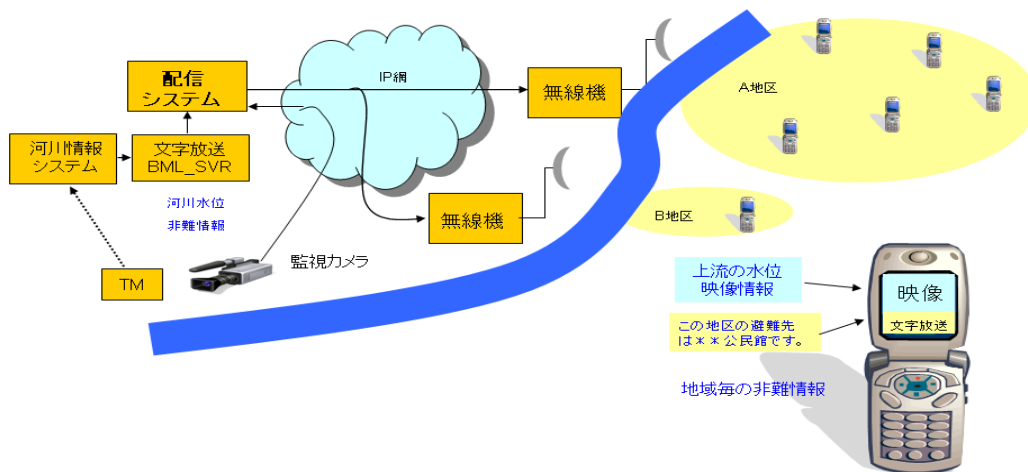 配信
システム
IP網
無線機
A地区
河川情報
システム
文字放送
BML_SVR
河川水位
非難情報
無線機
B地区
TM
監視カメラ
上流の水位
映像情報
映像
文字放送
この地区の避難先
は＊＊公民館です。
地域毎の非難情報